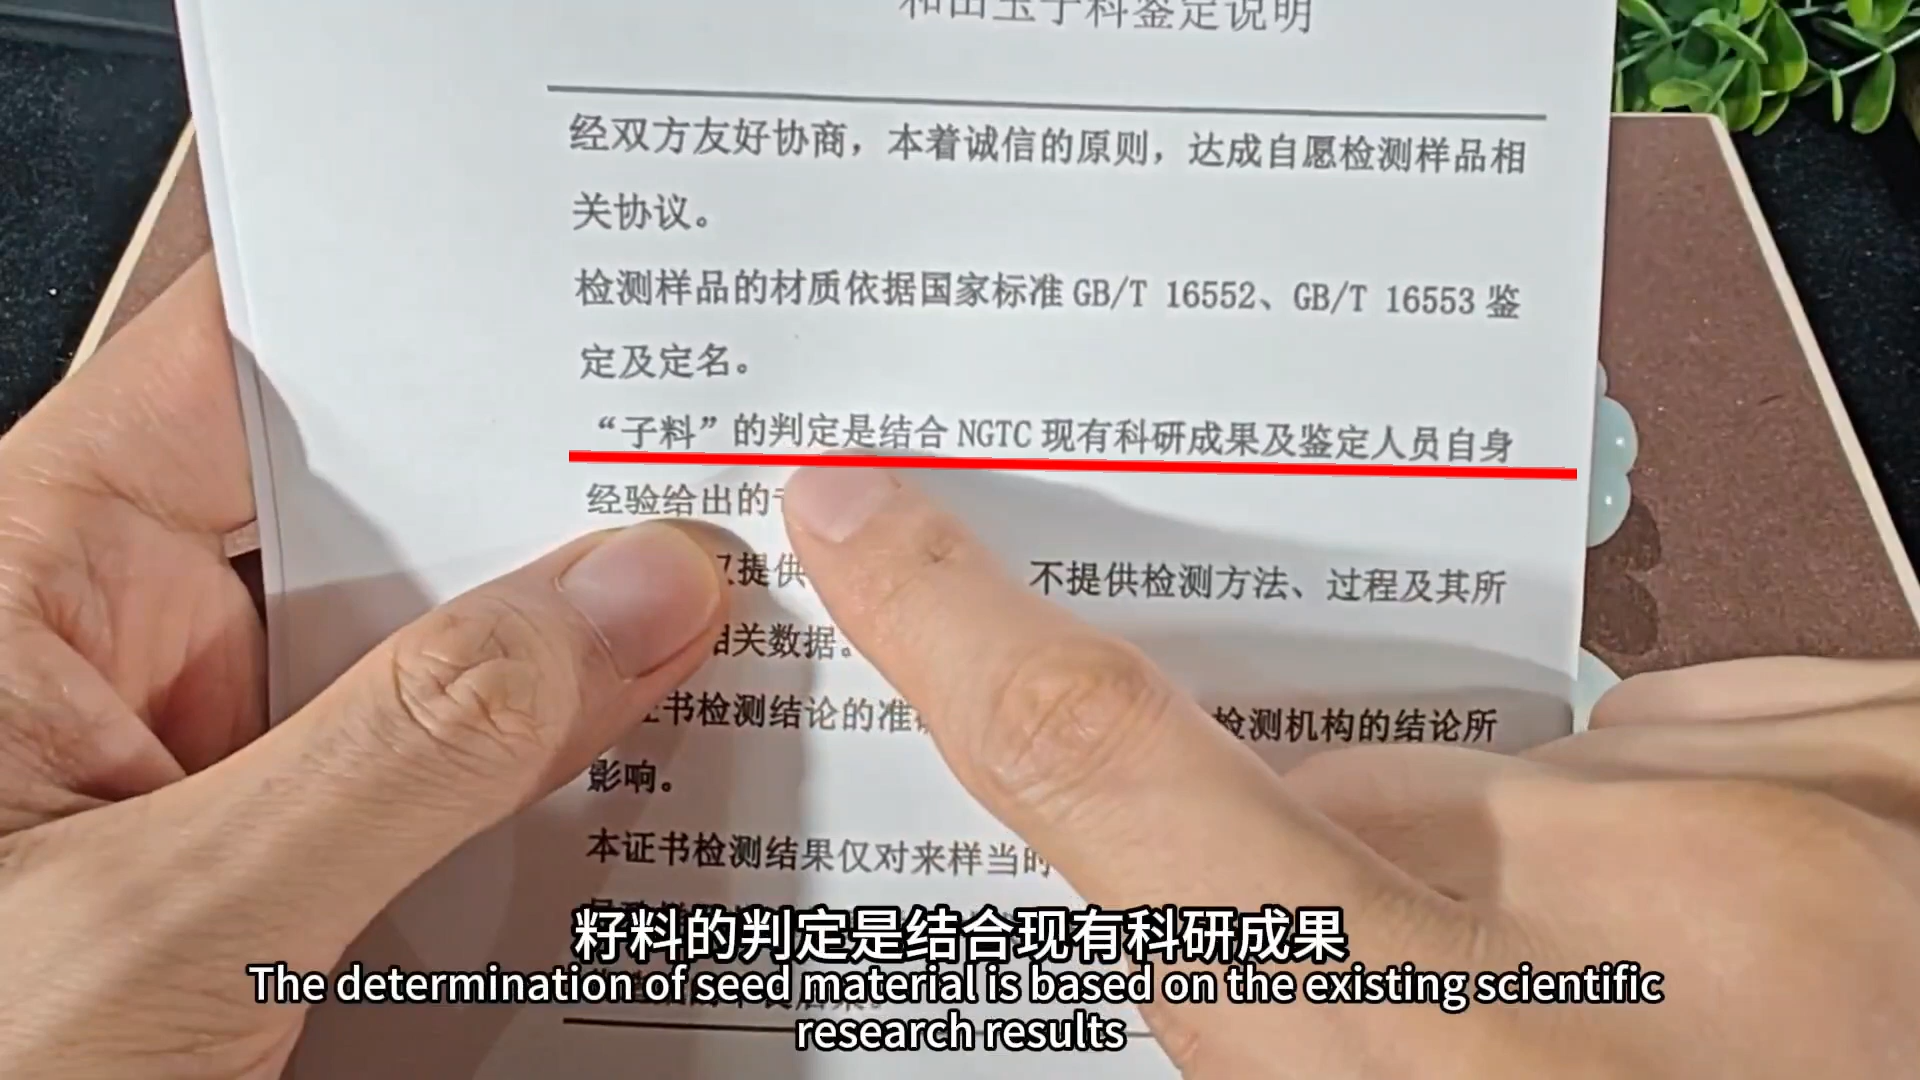 和田玉子料鉴定说明
经双方友好协商，本着诚信的原则，达成自愿检测样品相
关协议。
检测样品的材质依据国家标准 GB/T 16552、GB/T 16553 鉴
定及定名。
“子料”的判定是结合 NGTC 现有科研成果及鉴定人员自身
经验给出的
提供 不提供检测方法、过程及其所
相关数据。
证书检测结论的准 检测机构的结论所
影响。
本证书检测结果仅对来样当时
籽料的判定是结合现有科研成果
The determination of seed material is based on the existing scientific
research results